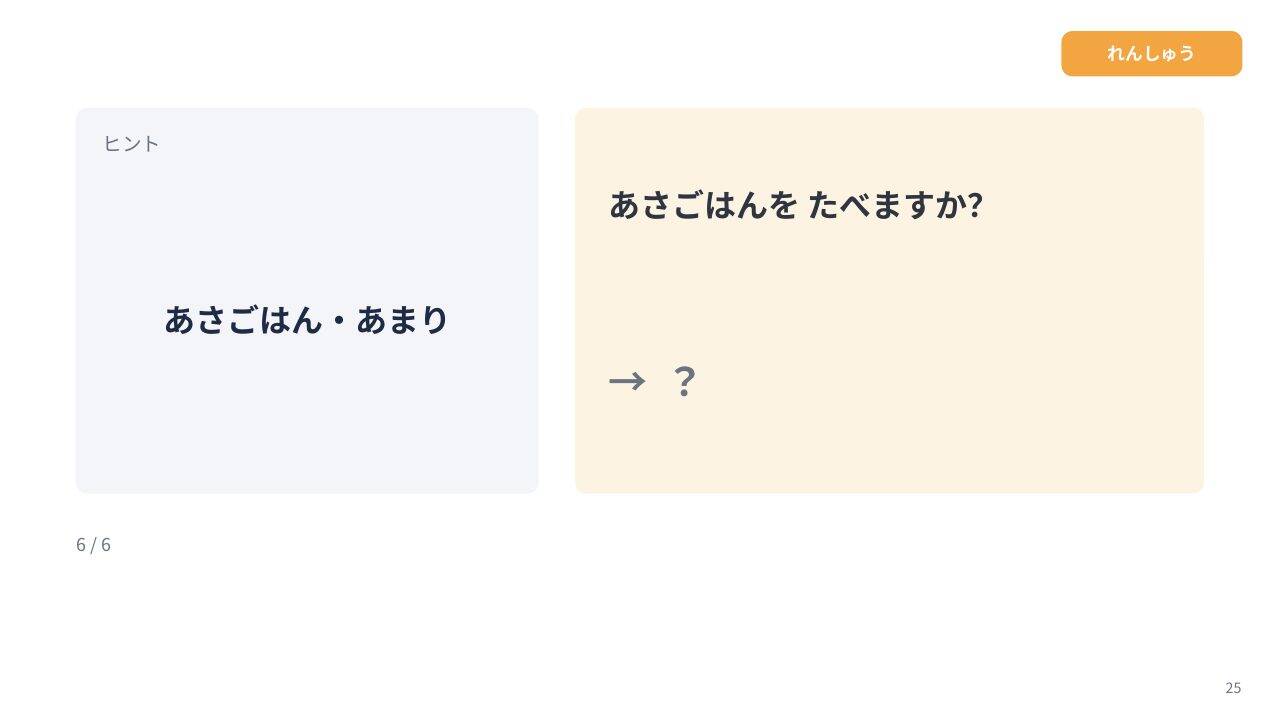 れんしゅう
ヒント
あさごはん・あまり
あさごはんを たべますか?
→ ?
6 / 6
25